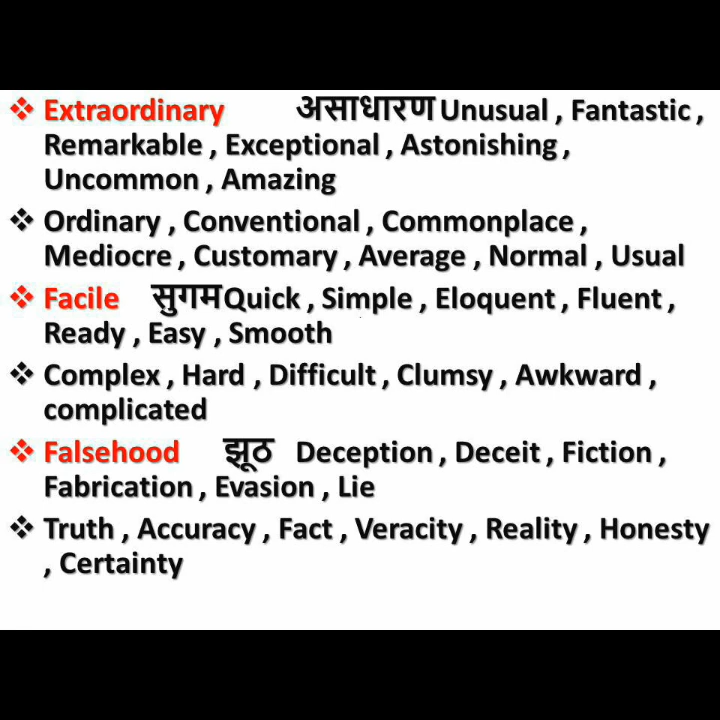 ❖ Extraordinary असाधारण Unusual , Fantastic ,
Remarkable , Exceptional , Astonishing ,
Uncommon , Amazing
❖ Ordinary , Conventional , Commonplace ,
Mediocre , Customary , Average , Normal , Usual
❖ Facile सुगम Quick , Simple , Eloquent , Fluent ,
Ready , Easy , Smooth
❖ Complex , Hard , Difficult , Clumsy , Awkward ,
complicated
❖ Falsehood झूठ Deception , Deceit , Fiction ,
Fabrication , Evasion , Lie
❖ Truth , Accuracy , Fact , Veracity , Reality , Honesty
, Certainty